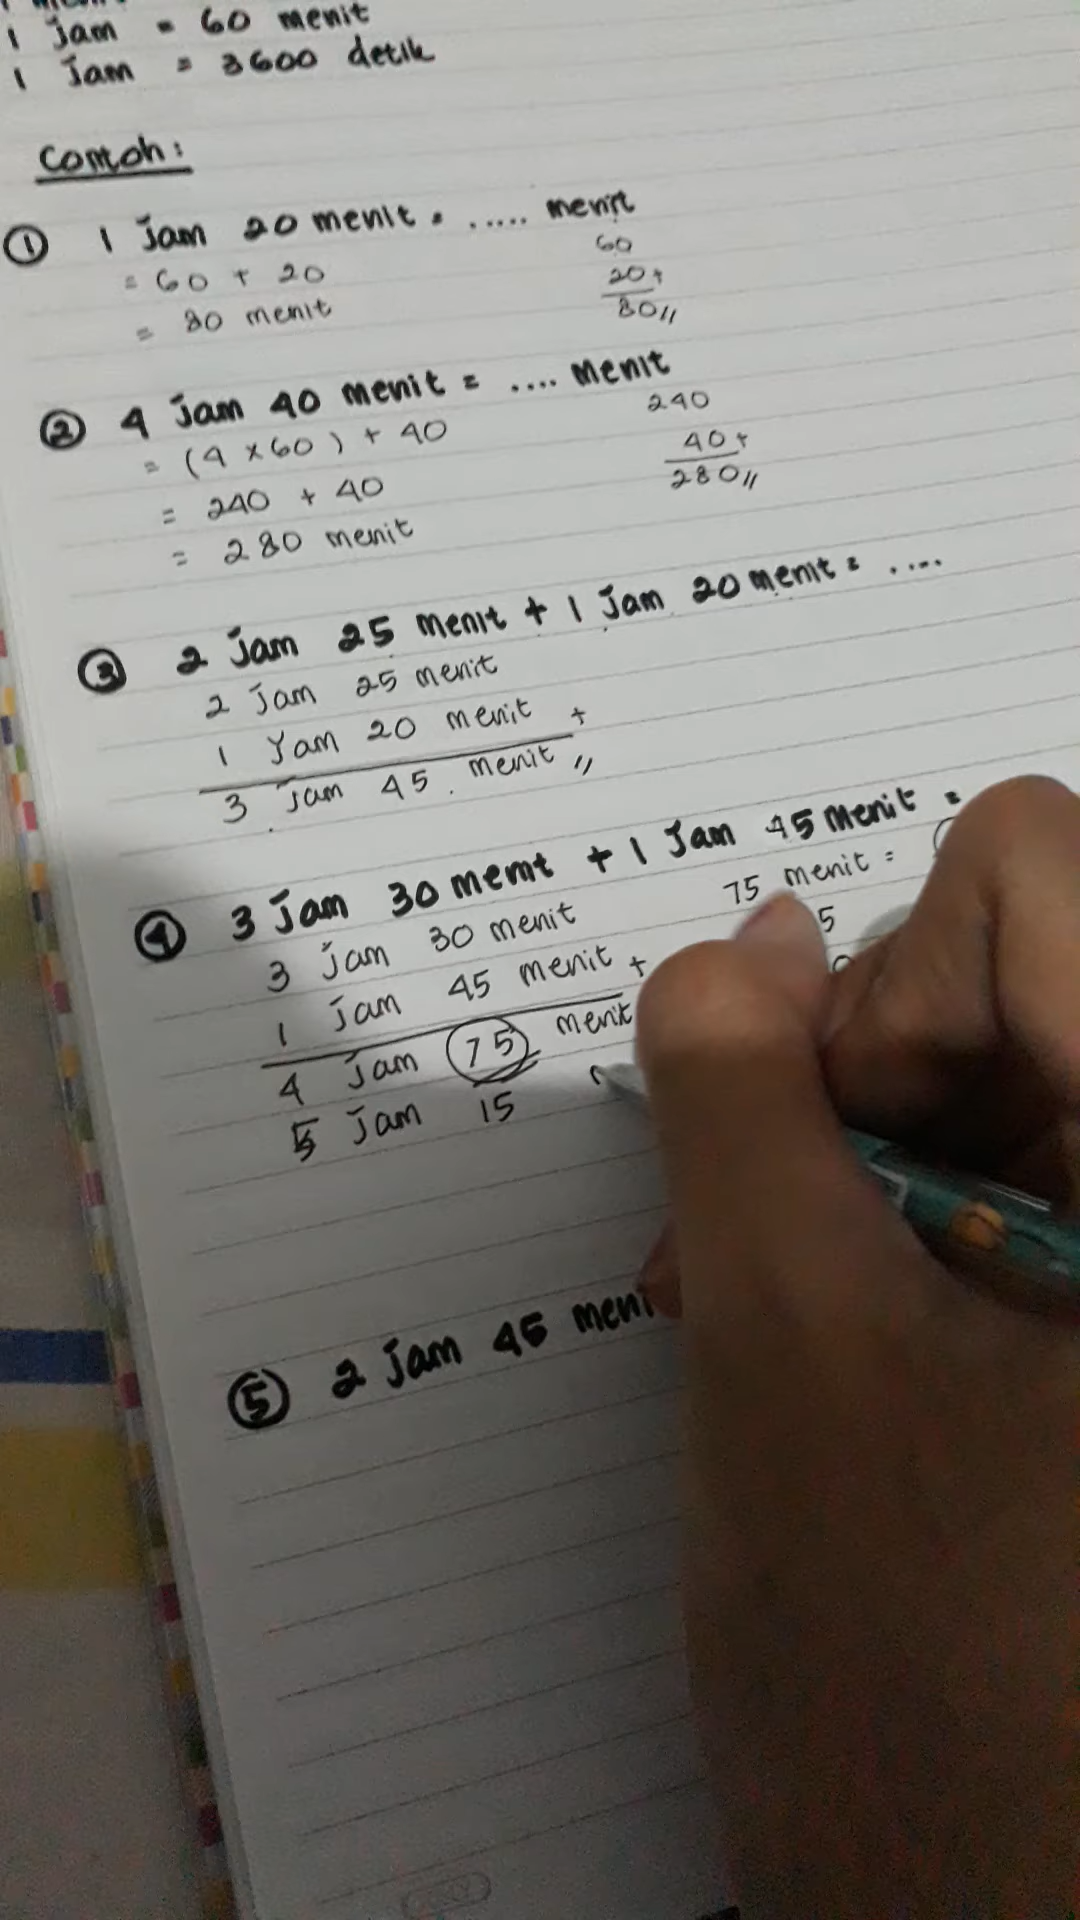 1 jam = 60 menit
1 Jam = 3600 detik
Contoh:
① 1 jam 20 menit = ..... menit
= 60 + 20
= 80 menit
60
20 +
80 //
② 4 jam 40 menit = .... menit
= (4 x 60) + 40
= 240 + 40
= 280 menit
240
40 +
280 //
③ 2 jam 25 menit + 1 jam 20 menit = ....
2 jam 25 menit
1 Jam 20 menit +
3 jam 45 menit //
④ 3 jam 30 menit + 1 Jam 45 menit =
3 jam 30 menit
1 jam 45 menit +
4 jam 75 menit
5 jam 15
75 menit =
5
⑤ 2 jam 45